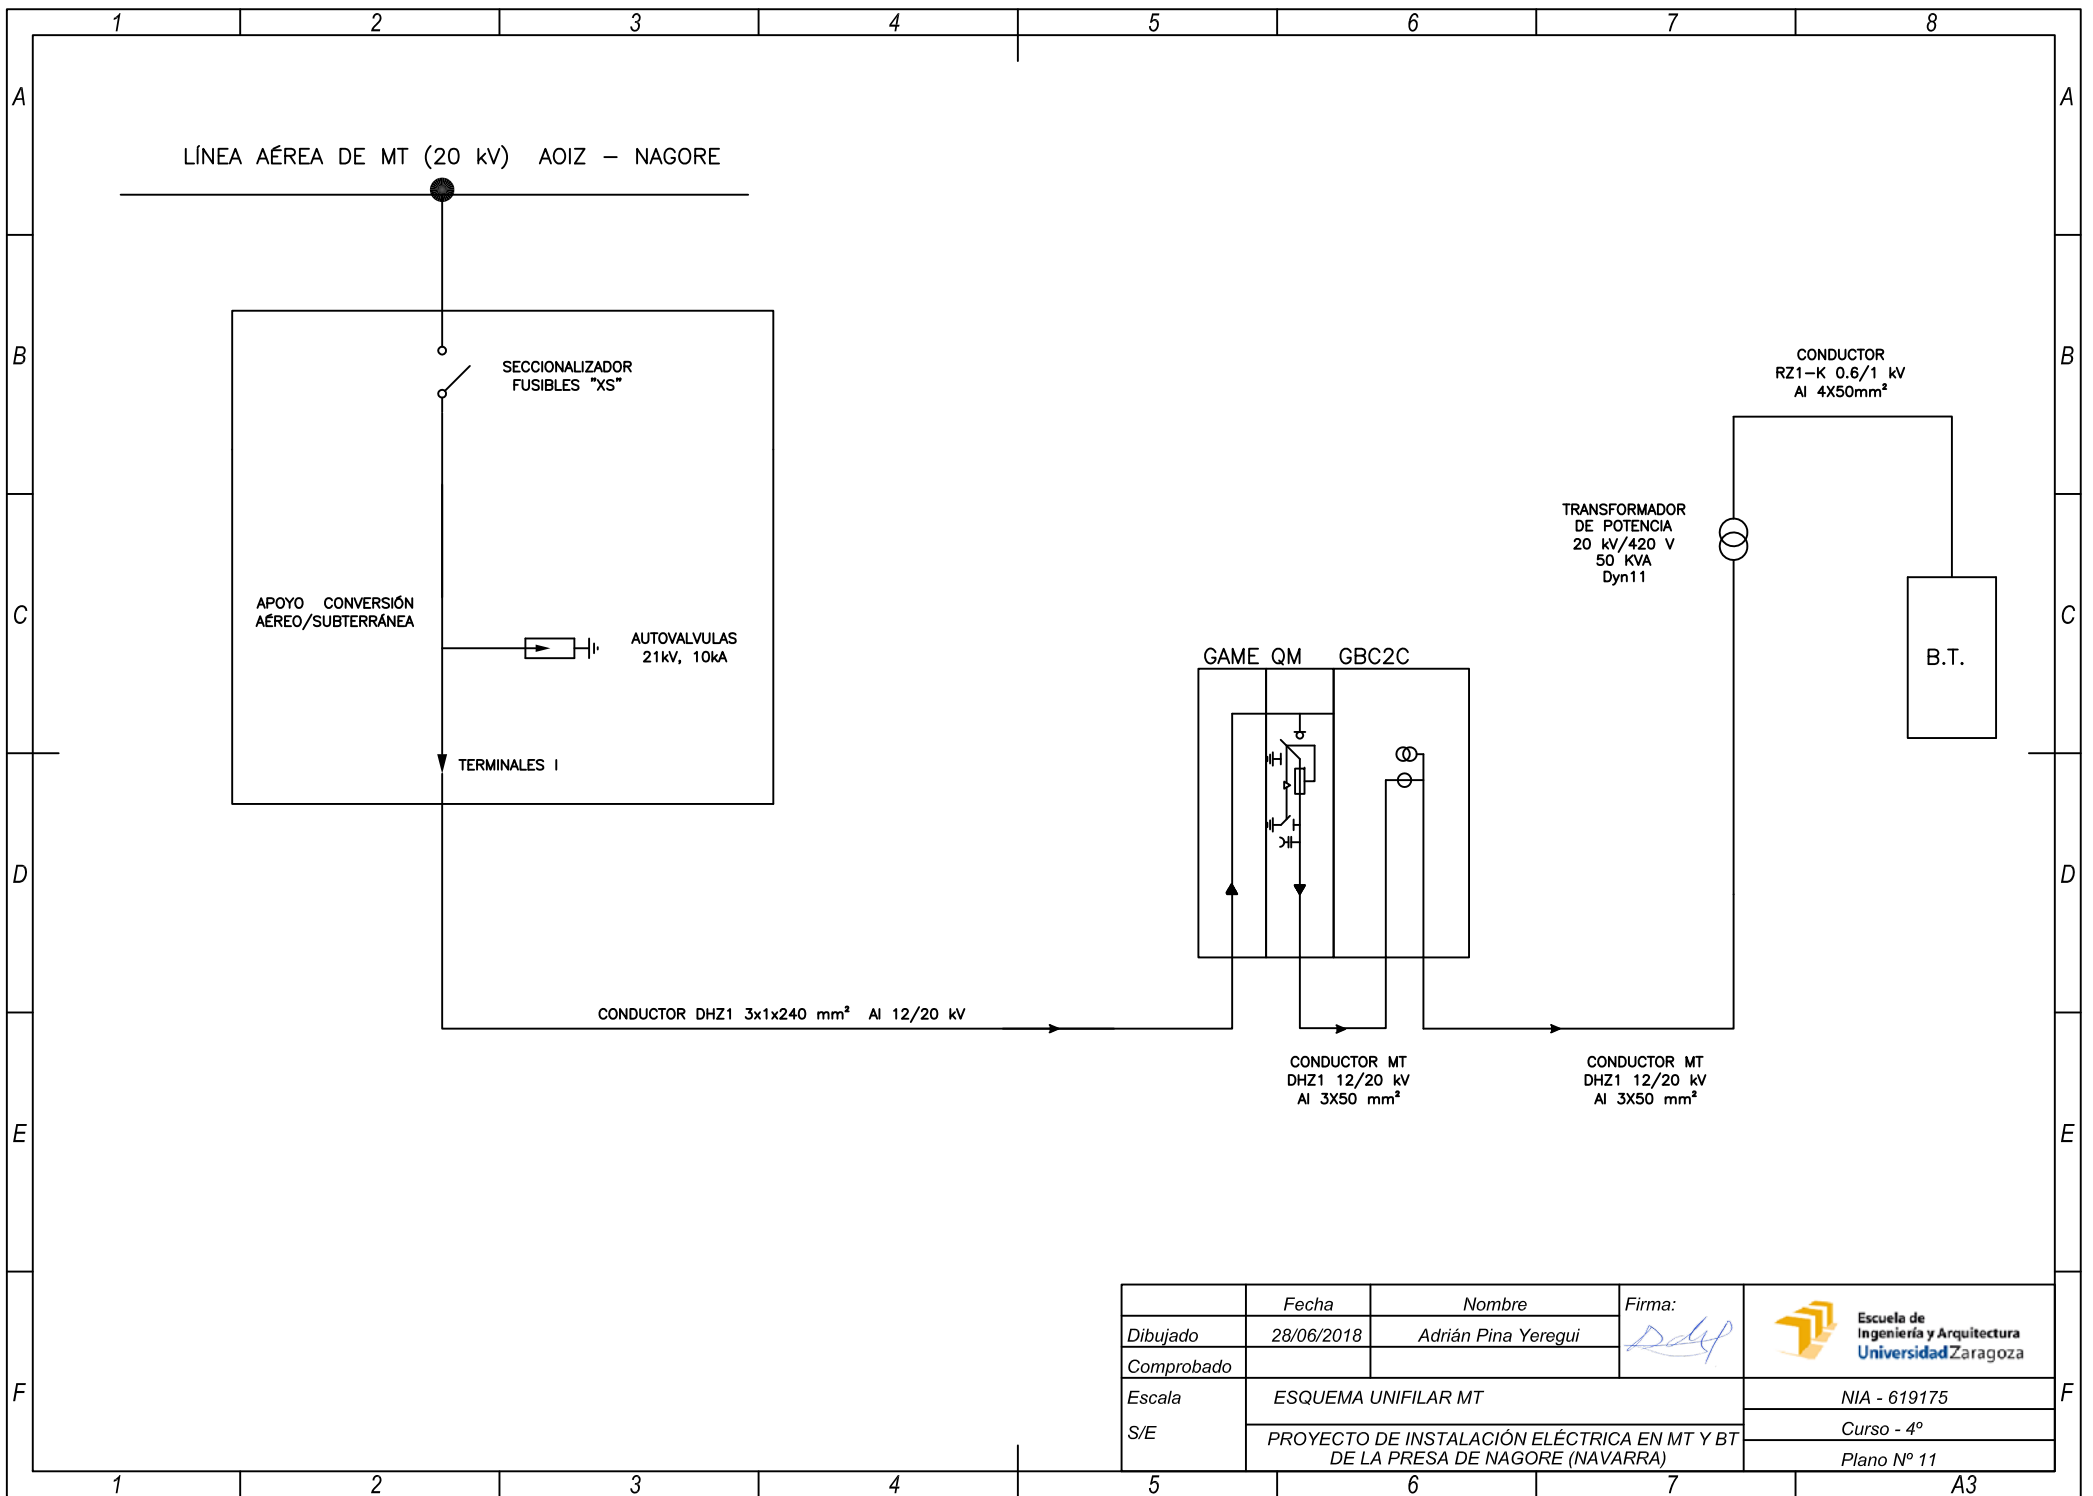 1 2 3 4 5 6 7 8
A A
LÍNEA AÉREA DE MT (20 kV) AOIZ – NAGORE
B B
SECCIONALIZADOR
FUSIBLES "XS"
CONDUCTOR
RZ1-K 0.6/1 kV
Al 4X50mm²
TRANSFORMADOR
DE POTENCIA
20 kV/420 V
50 KVA
Dyn11
C C
APOYO CONVERSIÓN
AÉREO/SUBTERRÁNEA
AUTOVALVULAS
21kV, 10kA
GAME QM GBC2C
B.T.
TERMINALES I
D D
CONDUCTOR DHZ1 3x1x240 mm² Al 12/20 kV
CONDUCTOR MT
DHZ1 12/20 kV
Al 3X50 mm²
CONDUCTOR MT
DHZ1 12/20 kV
Al 3X50 mm²
E E
Fecha Nombre Firma:
Dibujado 28/06/2018 Adrián Pina Yeregui
Comprobado
Escuela de
Ingeniería y Arquitectura
Universidad Zaragoza
F F
Escala ESQUEMA UNIFILAR MT NIA - 619175
S/E
PROYECTO DE INSTALACIÓN ELÉCTRICA EN MT Y BT
DE LA PRESA DE NAGORE (NAVARRA)
Curso - 4º
Plano Nº 11
1 2 3 4 5 6 7 A3